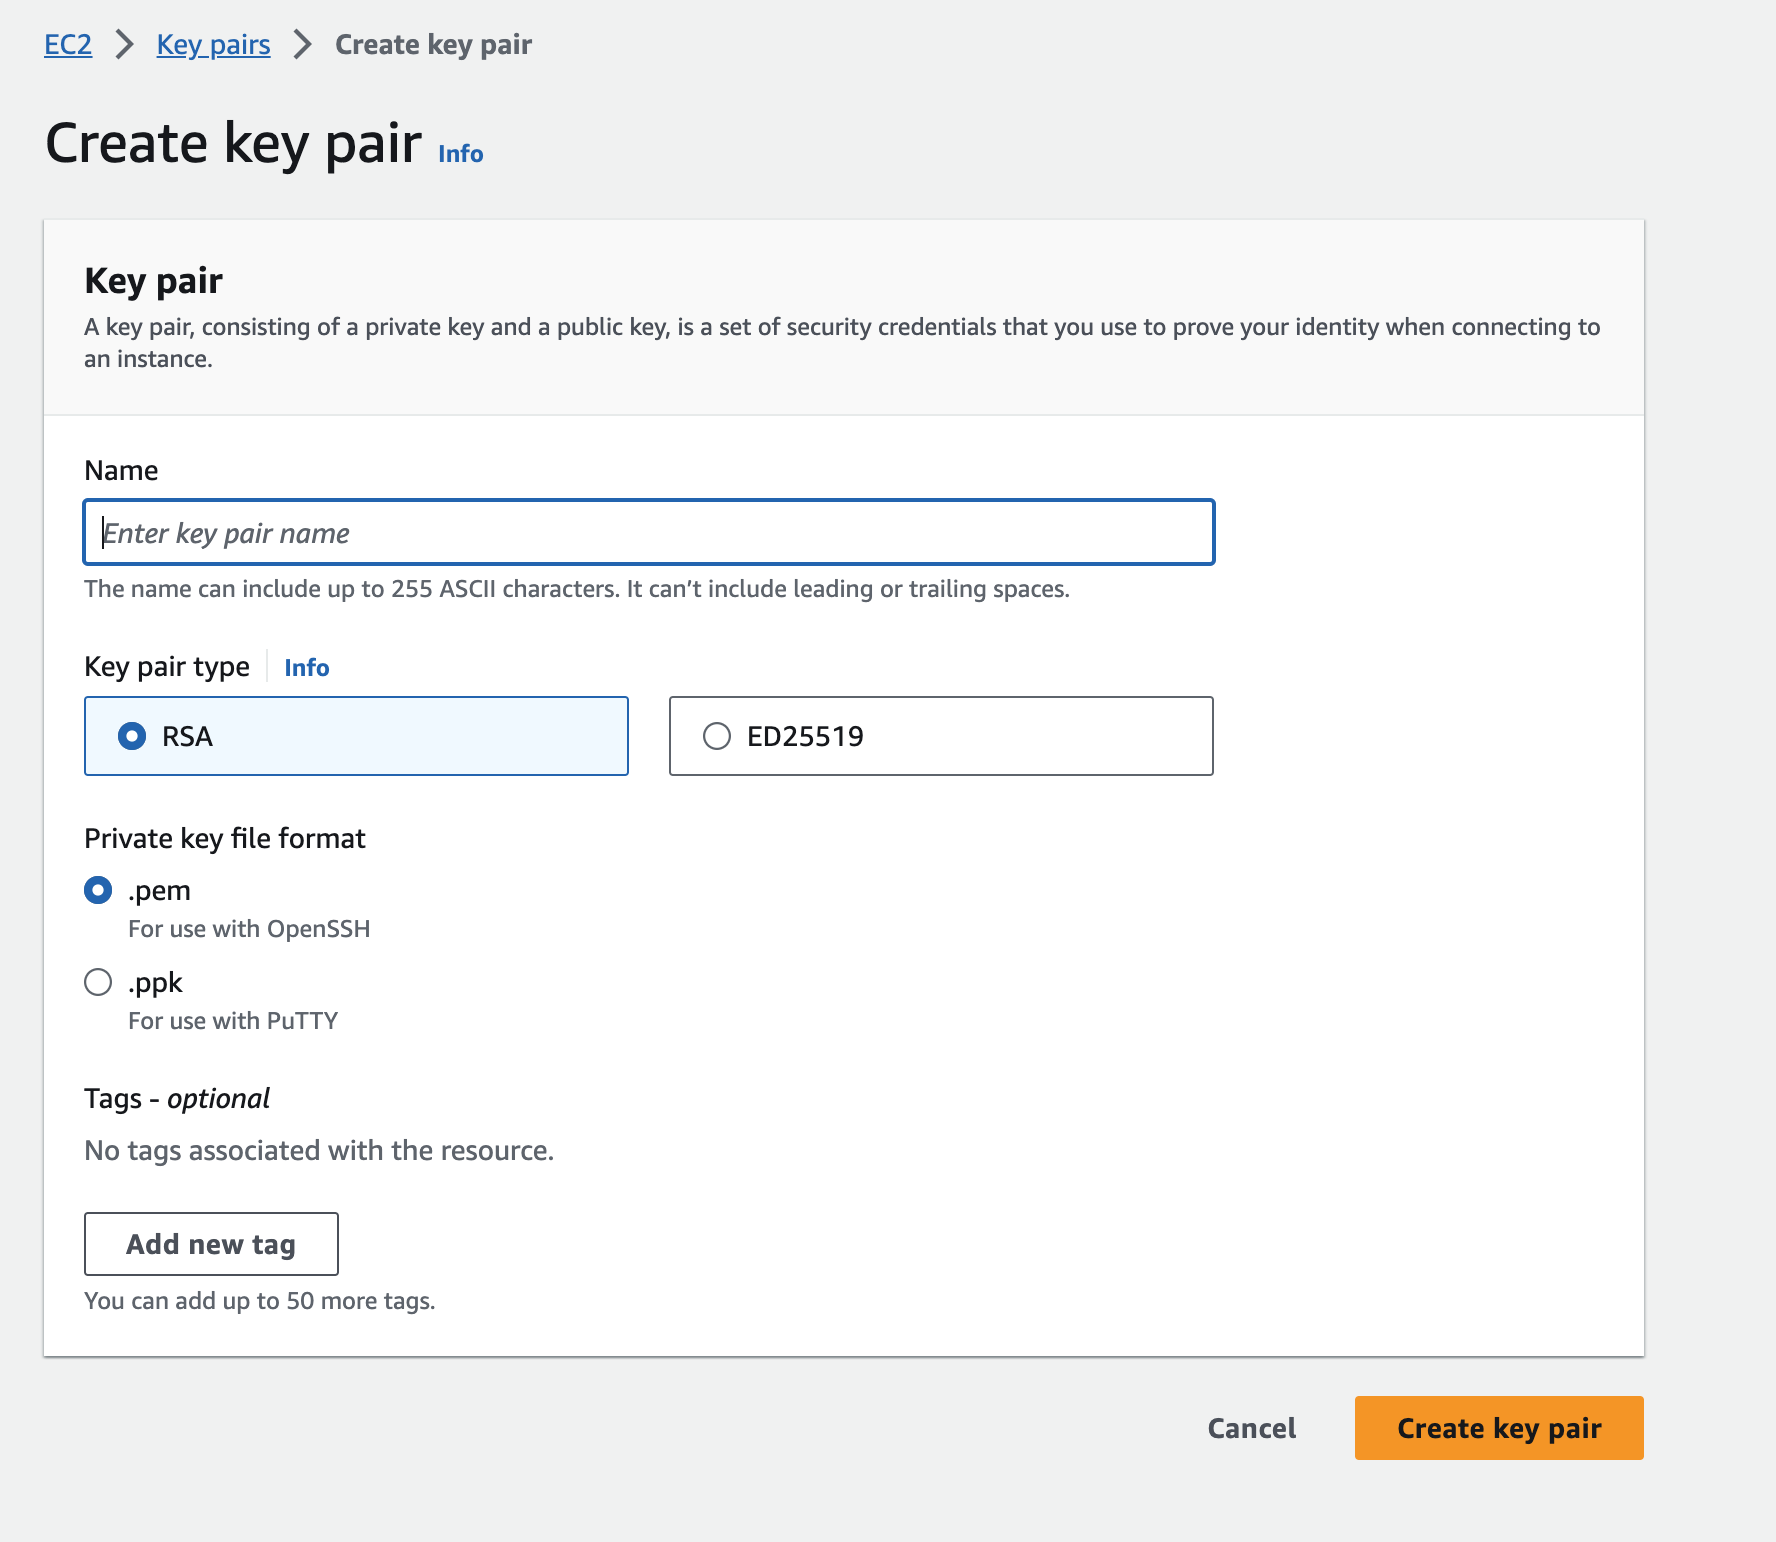 EC2 > Key pairs > Create key pair
Create key pair Info
Key pair
A key pair, consisting of a private key and a public key, is a set of security credentials that you use to prove your identity when connecting to
an instance.
Name
Enter key pair name
The name can include up to 255 ASCII characters. It can’t include leading or trailing spaces.
Key pair type Info
RSA ED25519
Private key file format
.pem
For use with OpenSSH
.ppk
For use with PuTTY
Tags - optional
No tags associated with the resource.
Add new tag
You can add up to 50 more tags.
Cancel Create key pair